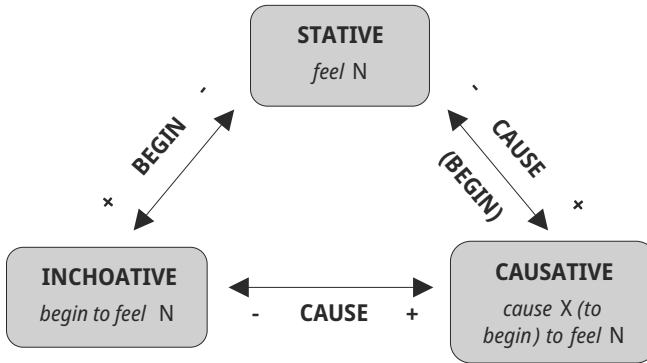 STATIVE
feel N
-
-
BEGIN
CAUSE
(BEGIN)
+
+
INCHOATIVE
begin to feel N
- CAUSE +
CAUSATIVE
cause X (to
begin) to feel N